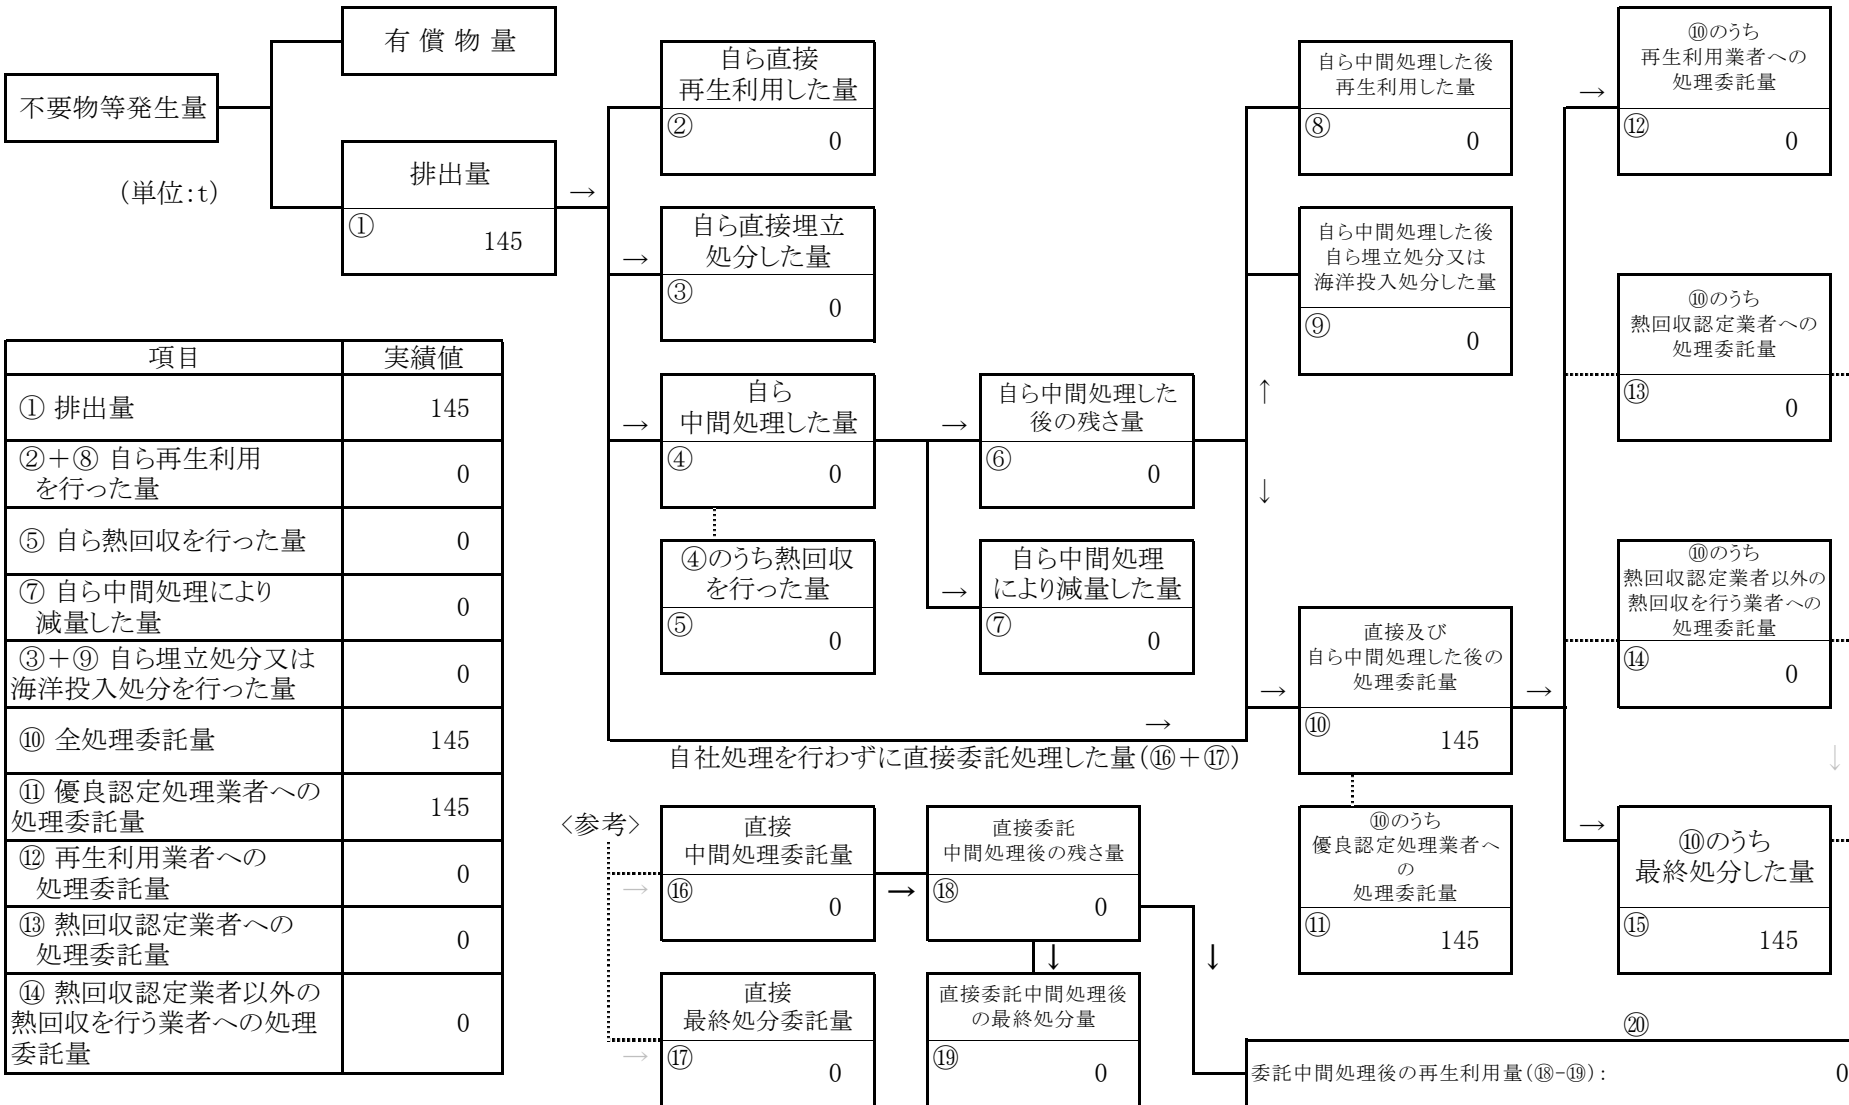 有 償 物 量
不要物等発生量
(単位:t)
排出量
①
145
→
自ら直接
再生利用した量
②
0
→
自ら直接埋立
処分した量
③
0
→
自ら
中間処理した量
④
0
④のうち熱回収
を行った量
⑤
0
→
自ら中間処理した
後の残さ量
⑥
0
→
自ら中間処理
により減量した量
⑦
0
↑
↓
自ら中間処理した後
再生利用した量
⑧
0
自ら中間処理した後
自ら埋立処分又は
海洋投入処分した量
⑨
0
→
自社処理を行わずに直接委託処理した量(⑯+⑰)
→
直接及び
自ら中間処理した後の
処理委託量
⑩
145
⑩のうち
優良認定処理業者へ
の
処理委託量
⑪
145
→
→
⑩のうち
再生利用業者への
処理委託量
⑫
0
⑩のうち
熱回収認定業者への
処理委託量
⑬
0
⑩のうち
熱回収認定業者以外の
熱回収を行う業者への
処理委託量
⑭
0
↓
→
⑩のうち
最終処分した量
⑮
145
項目 実績値
① 排出量 145
②+⑧ 自ら再生利用
を行った量 0
⑤ 自ら熱回収を行った量 0
⑦ 自ら中間処理により
減量した量 0
③+⑨ 自ら埋立処分又は
海洋投入処分を行った量 0
⑩ 全処理委託量 145
⑪ 優良認定処理業者への
処理委託量 145
⑫ 再生利用業者への
処理委託量 0
⑬ 熱回収認定業者への
処理委託量 0
⑭ 熱回収認定業者以外の
熱回収を行う業者への処理
委託量 0
<参考>
→
直接
中間処理委託量
⑯
0
→
直接委託
中間処理後の残さ量
⑱
0
↓
↓
→
直接
最終処分委託量
⑰
0
直接委託中間処理後
の最終処分量
⑲
0
⑳
委託中間処理後の再生利用量(⑱-⑲): 0